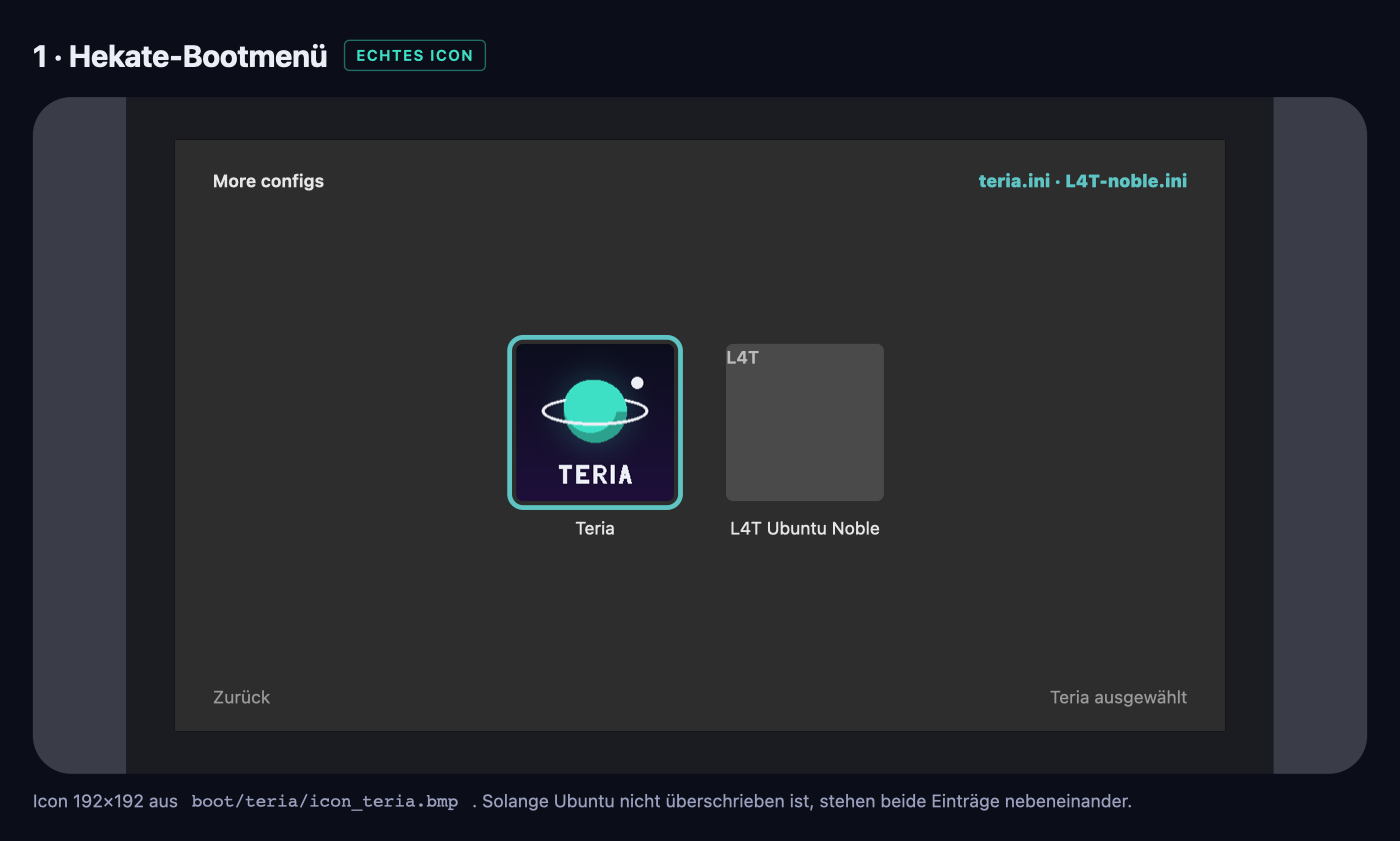 1 · Hekate-Bootmenü ECHTES ICON
More configs
teria.ini · L4T-noble.ini
L4T
TERIA
Teria
L4T Ubuntu Noble
Zurück
Teria ausgewählt
Icon 192×192 aus boot/teria/icon_teria.bmp . Solange Ubuntu nicht überschrieben ist, stehen beide Einträge nebeneinander.